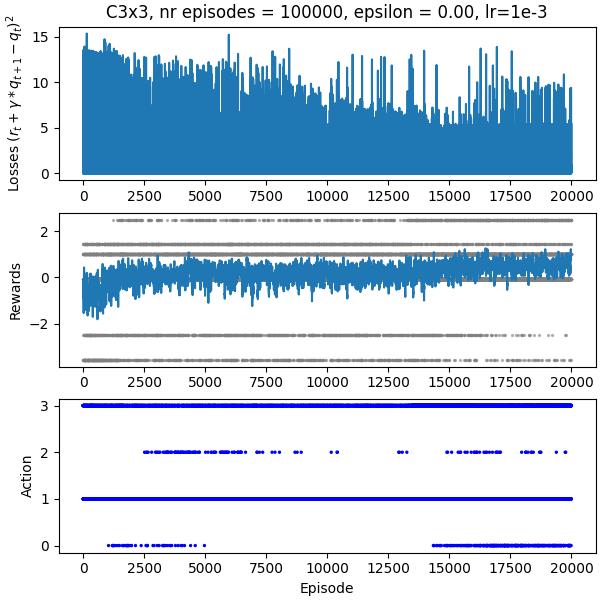 C3x3, nr episodes = 100000, epsilon = 0.00, lr=1e-3
Losses (r_t + γ * q_{t+1} − q_t)^2
15
10
5
0
0 2500 5000 7500 10000 12500 15000 17500 20000
Rewards
2
0
−2
0 2500 5000 7500 10000 12500 15000 17500 20000
Action
3
2
1
0
0 2500 5000 7500 10000 12500 15000 17500 20000
Episode